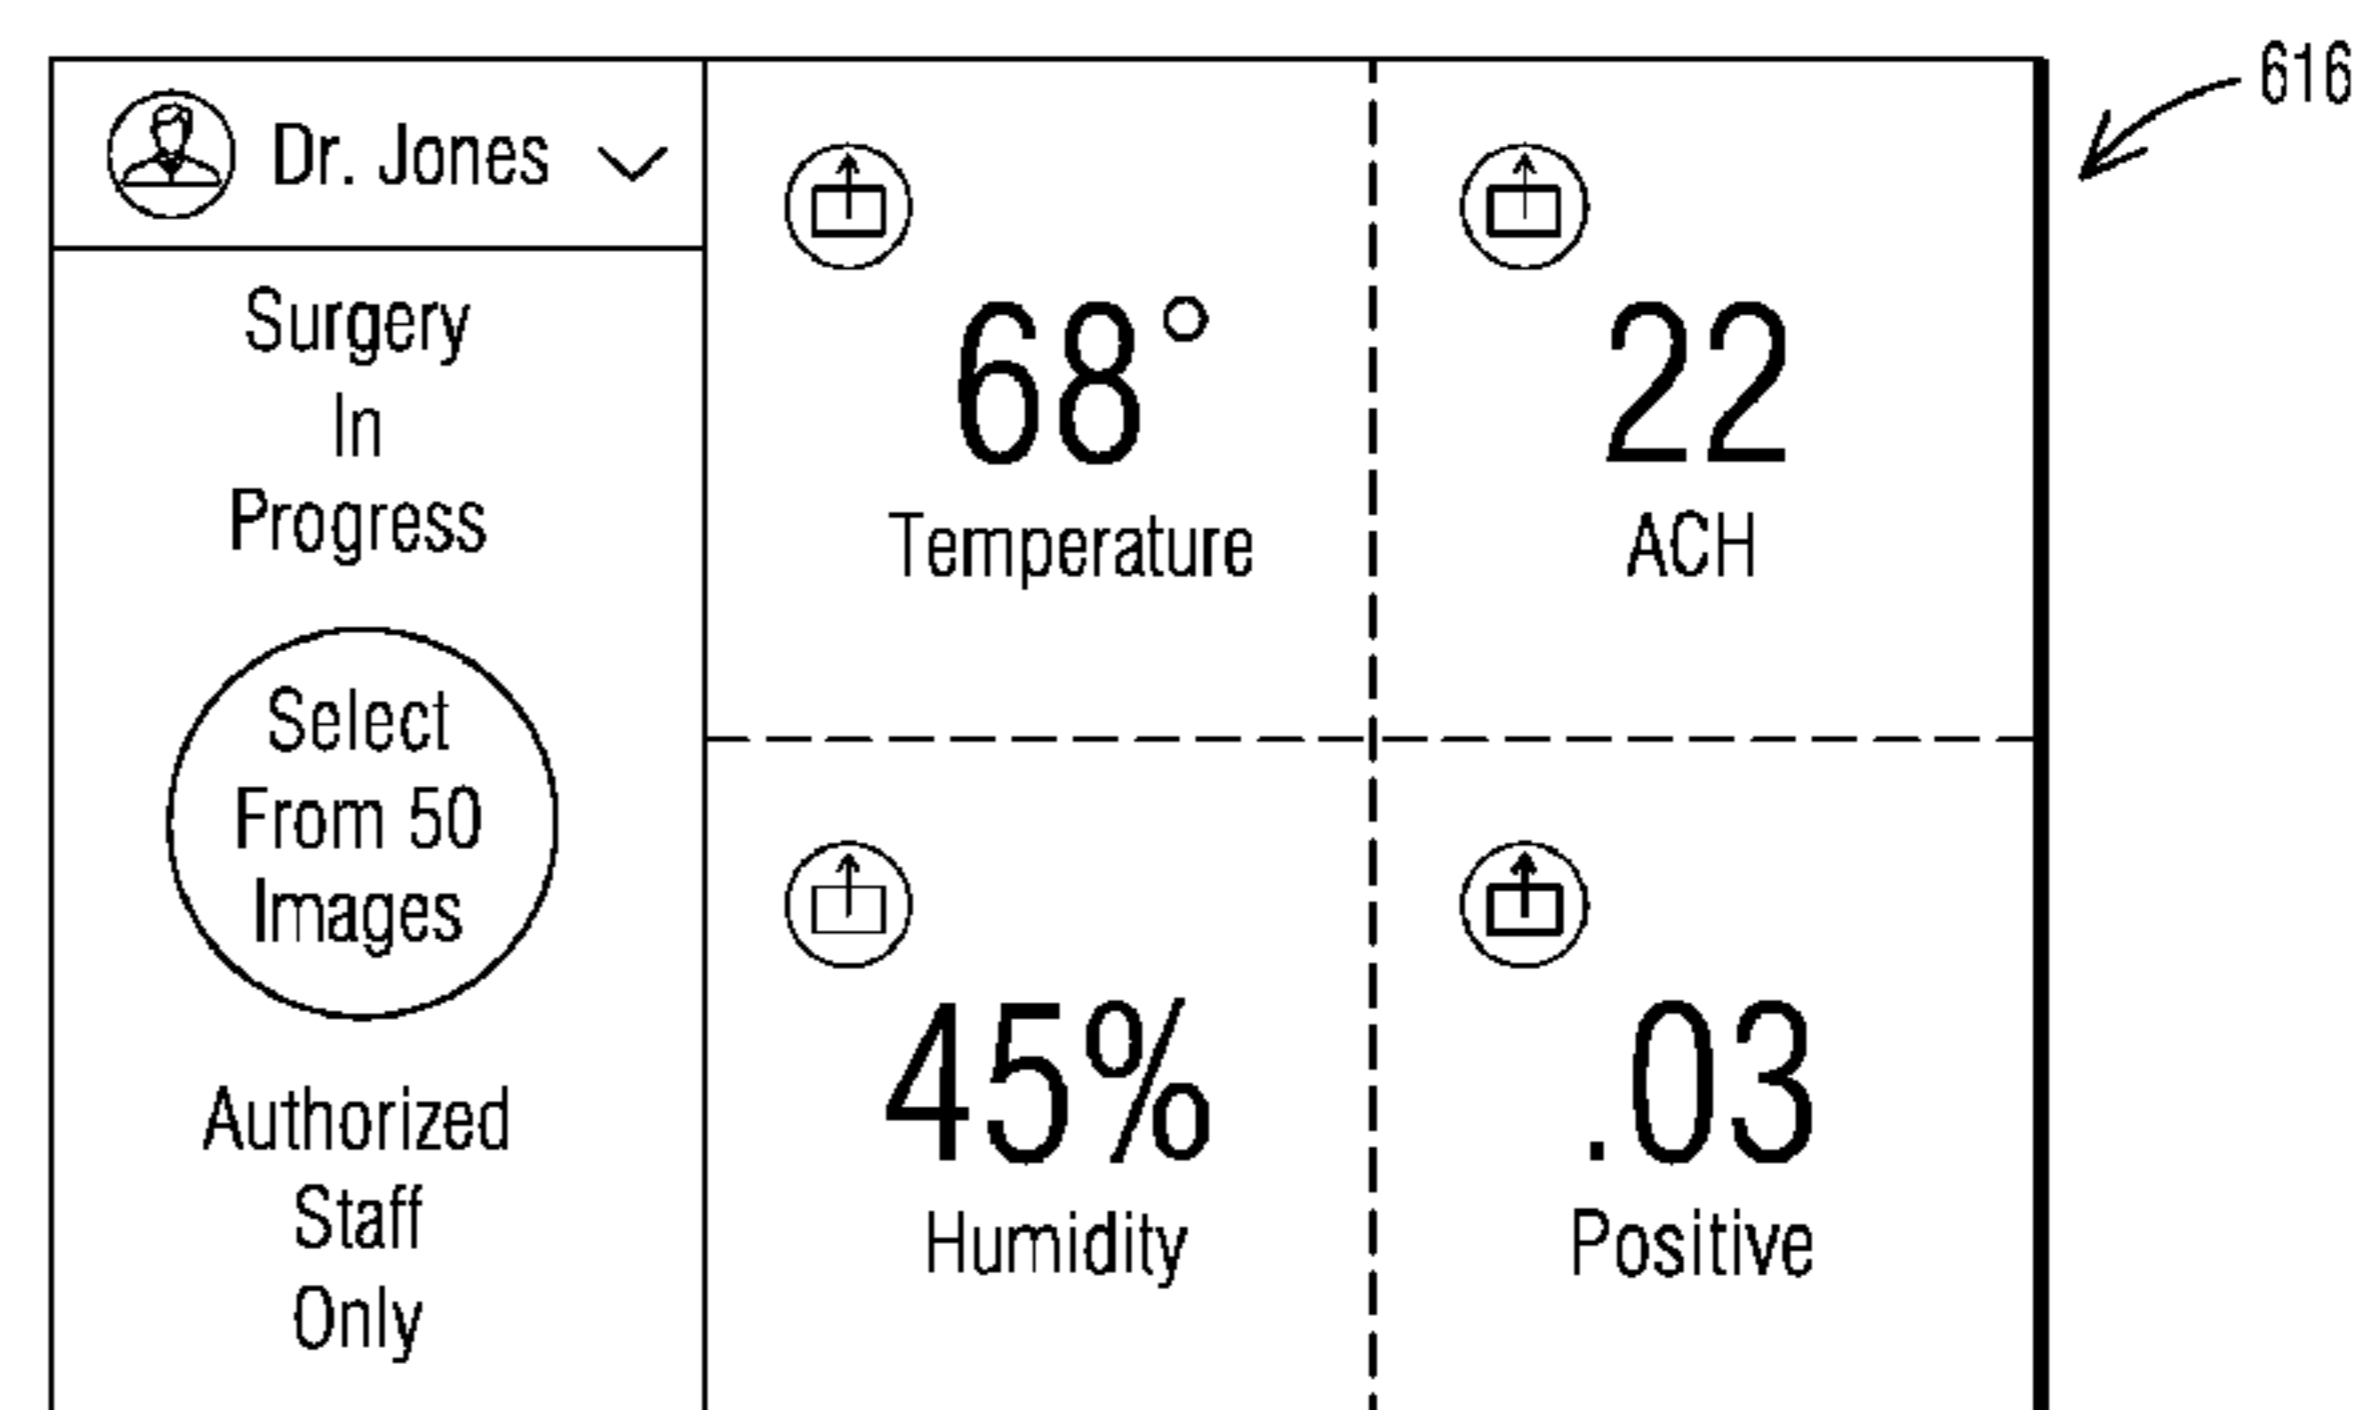 616
Dr. Jones
Surgery
In
Progress
Select
From 50
Images
Authorized
Staff
Only
68°
Temperature
22
ACH
45%
Humidity
.03
Positive